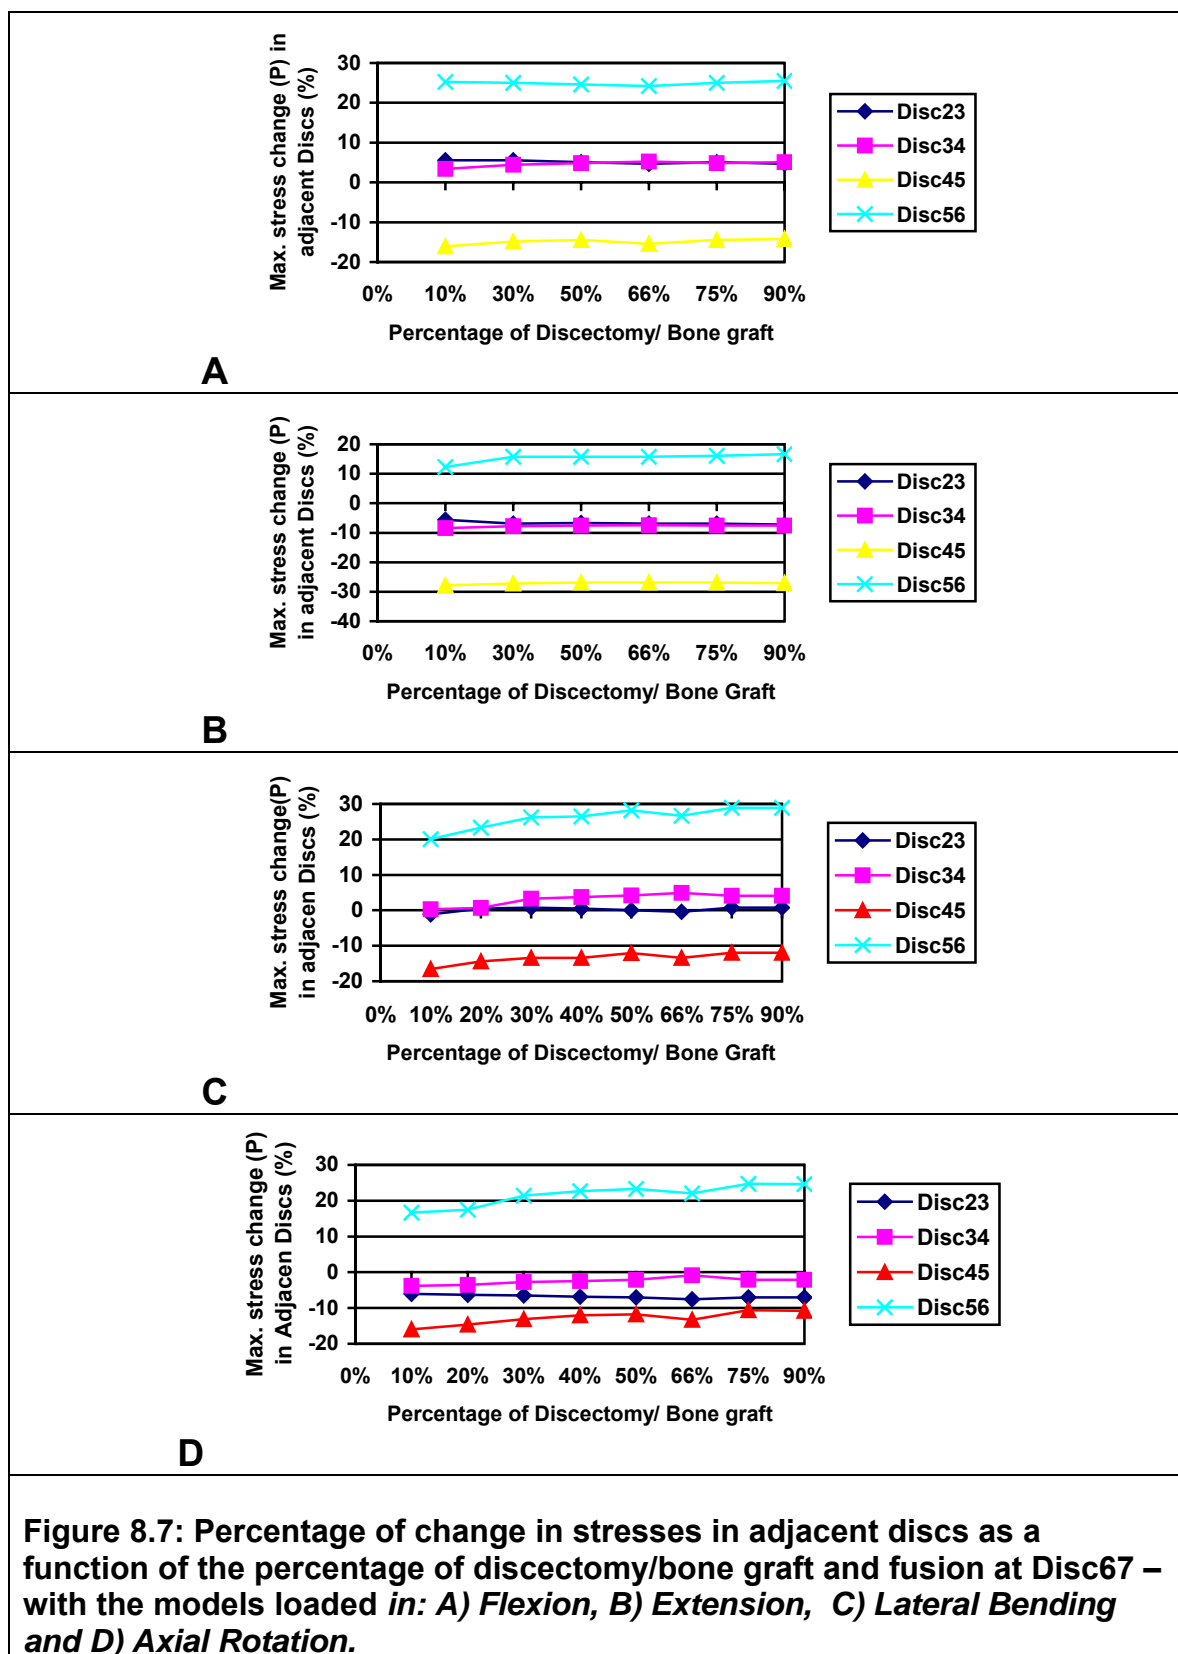 Max. stress change (P) in
adjacent Discs (%)
30
20
10
0
-10
-20
0% 10% 30% 50% 66% 75% 90%
Percentage of Discectomy/ Bone graft
Disc23
Disc34
Disc45
Disc56
A
Max. stress change (P)
in adjacent Discs (%)
20
10
0
-10
-20
-30
-40
0% 10% 30% 50% 66% 75% 90%
Percentage of Discectomy/ Bone Graft
Disc23
Disc34
Disc45
Disc56
B
Max. stress change(P)
in adjacen Discs (%)
30
20
10
0
-10
-20
0% 10% 20% 30% 40% 50% 66% 75% 90%
Percentage of Discectomy/ Bone Graft
Disc23
Disc34
Disc45
Disc56
C
Max. stress change (P)
in Adjacen Discs (%)
30
20
10
0
-10
-20
0% 10% 20% 30% 40% 50% 66% 75% 90%
Percentage of Discectomy/ Bone graft
Disc23
Disc34
Disc45
Disc56
D
Figure 8.7: Percentage of change in stresses in adjacent discs as a
function of the percentage of discectomy/bone graft and fusion at Disc67 –
with the models loaded in: A) Flexion, B) Extension, C) Lateral Bending
and D) Axial Rotation.